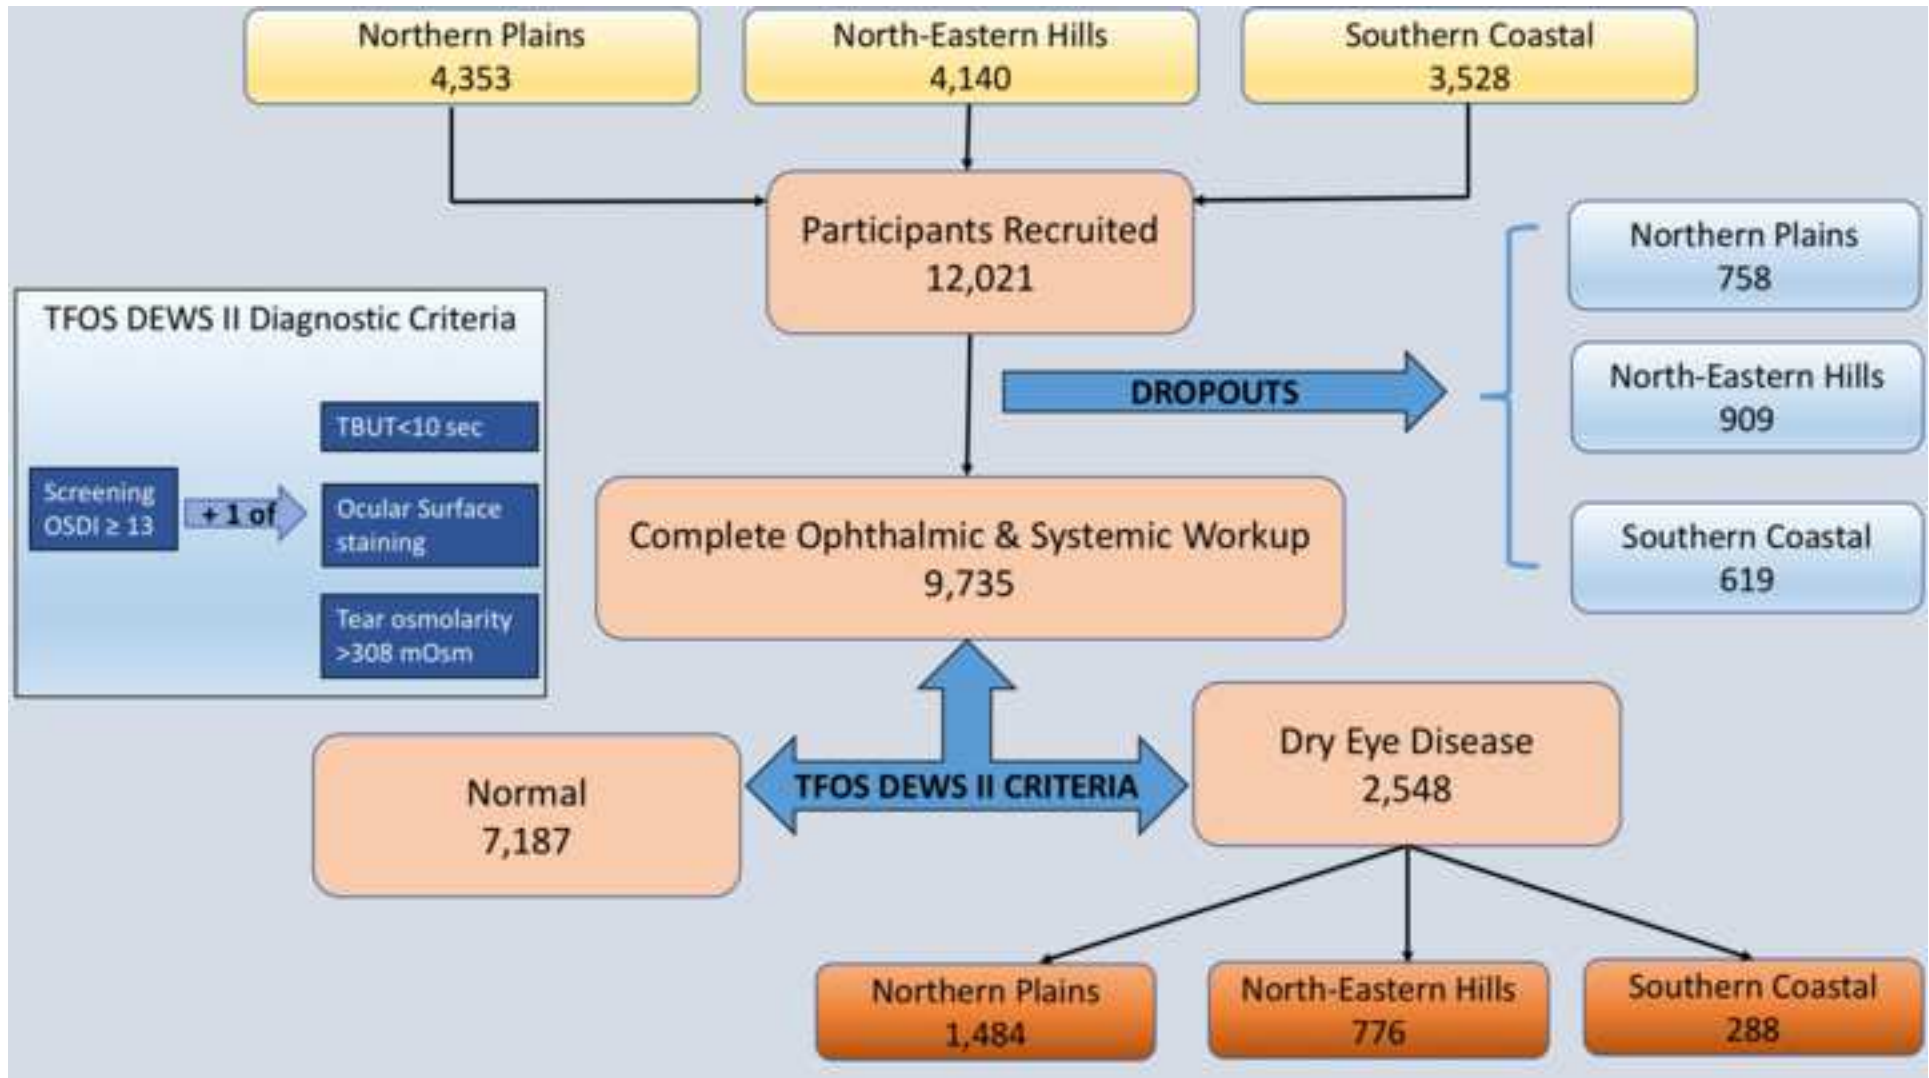 Northern Plains
4,353
North-Eastern Hills
4,140
Southern Coastal
3,528
Participants Recruited
12,021
DROPOUTS
Northern Plains
758
North-Eastern Hills
909
Southern Coastal
619
TFOS DEWS II Diagnostic Criteria
Screening
OSDI ≥ 13
+ 1 of
TBUT<10 sec
Ocular Surface
staining
Tear osmolarity
>308 mOsm
Complete Ophthalmic & Systemic Workup
9,735
TFOS DEWS II CRITERIA
Normal
7,187
Dry Eye Disease
2,548
Northern Plains
1,484
North-Eastern Hills
776
Southern Coastal
288